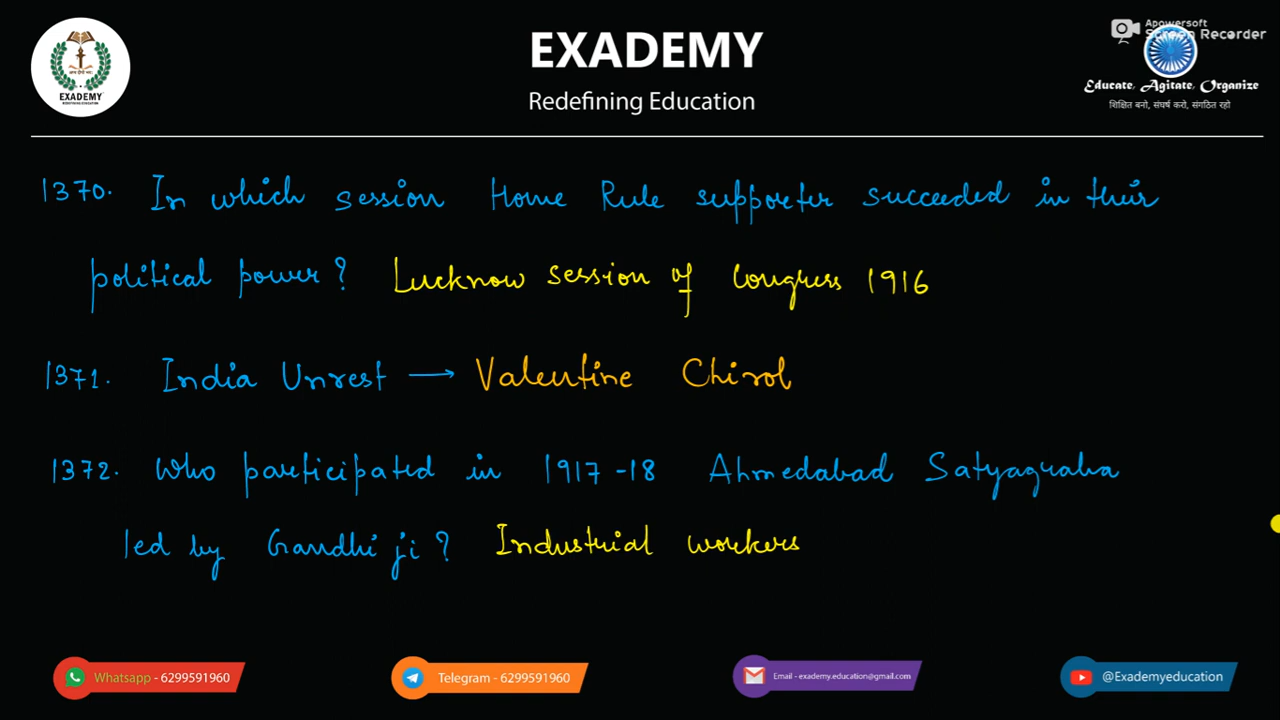 EXADEMY
Redefining Education
EXADEMY
REDEFINING EDUCATION
Apowersoft
Screen Recorder
Educate, Agitate, Organize
शिक्षित बनो, संघर्ष करो, संगठित रहो
1370. In which session Home Rule supporter succeeded in their
political power? Lucknow session of Congress 1916
1371. India Unrest → Valentine Chirol
1372. Who participated in 1917-18 Ahmedabad Satyagraha
led by Gandhi ji? Industrial workers
Whatsapp - 6299591960
Telegram - 6299591960
Email - exademy.education@gmail.com
@Exademyeducation